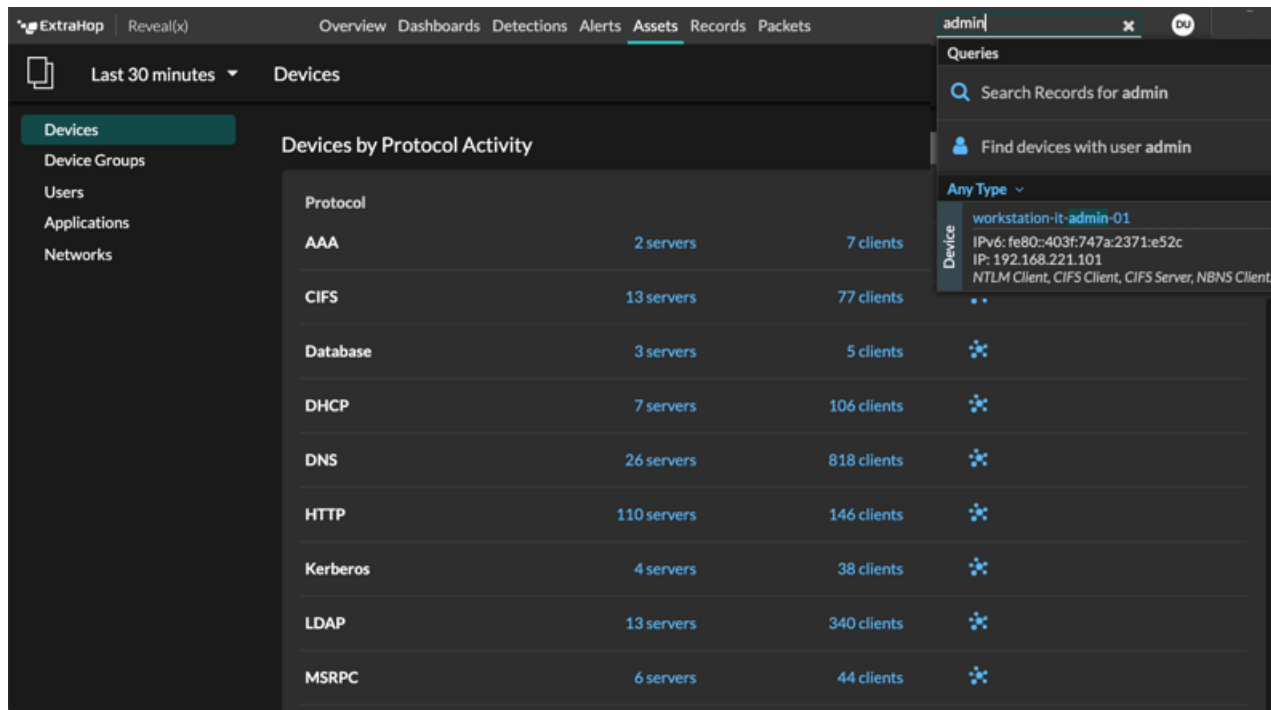 ExtraHop Reveal(x) Overview Dashboards Detections Alerts Assets Records Packets admin DU
Last 30 minutes Devices
Queries
Search Records for admin
Find devices with user admin
Any Type
Device
workstation-it-admin-01
IPv6: fe80::403f:747a:2371:e52c
IP: 192.168.221.101
NTLM Client, CIFS Client, CIFS Server, NBNS Client
Devices
Device Groups
Users
Applications
Networks
Devices by Protocol Activity
Protocol
AAA 2 servers 7 clients
CIFS 13 servers 77 clients
Database 3 servers 5 clients
DHCP 7 servers 106 clients
DNS 26 servers 818 clients
HTTP 110 servers 146 clients
Kerberos 4 servers 38 clients
LDAP 13 servers 340 clients
MSRPC 6 servers 44 clients